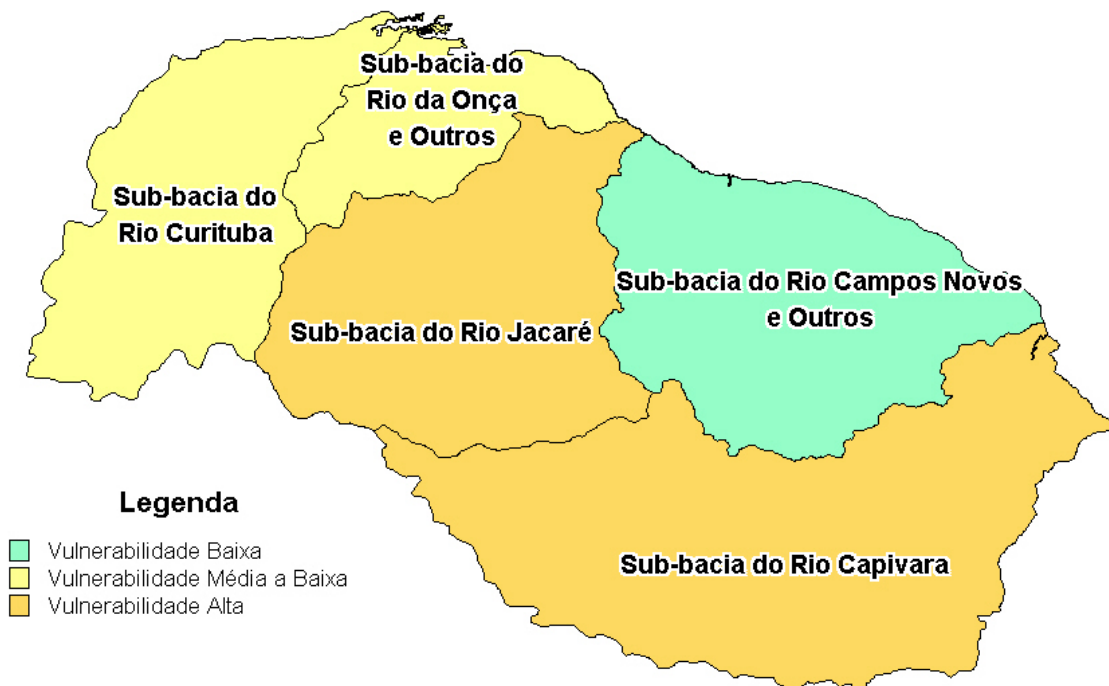 Sub-bacia do
Rio da Onça
e Outros
Sub-bacia do
Rio Curituba
Sub-bacia do Rio Campos Novos
e Outros
Sub-bacia do Rio Jacaré
Sub-bacia do Rio Capivara
Legenda
Vulnerabilidade Baixa
Vulnerabilidade Média a Baixa
Vulnerabilidade Alta